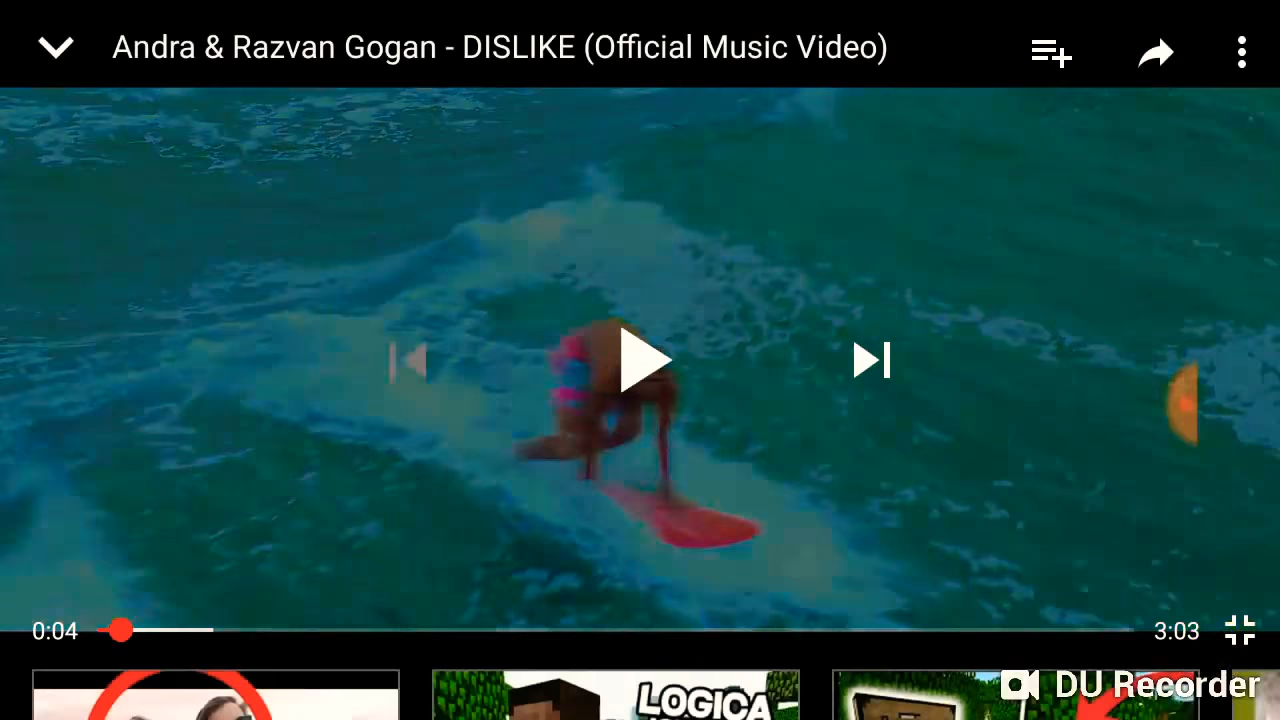 Andra & Razvan Gogan - DISLIKE (Official Music Video)
0:04
3:03
LOGICA
DU Recorder